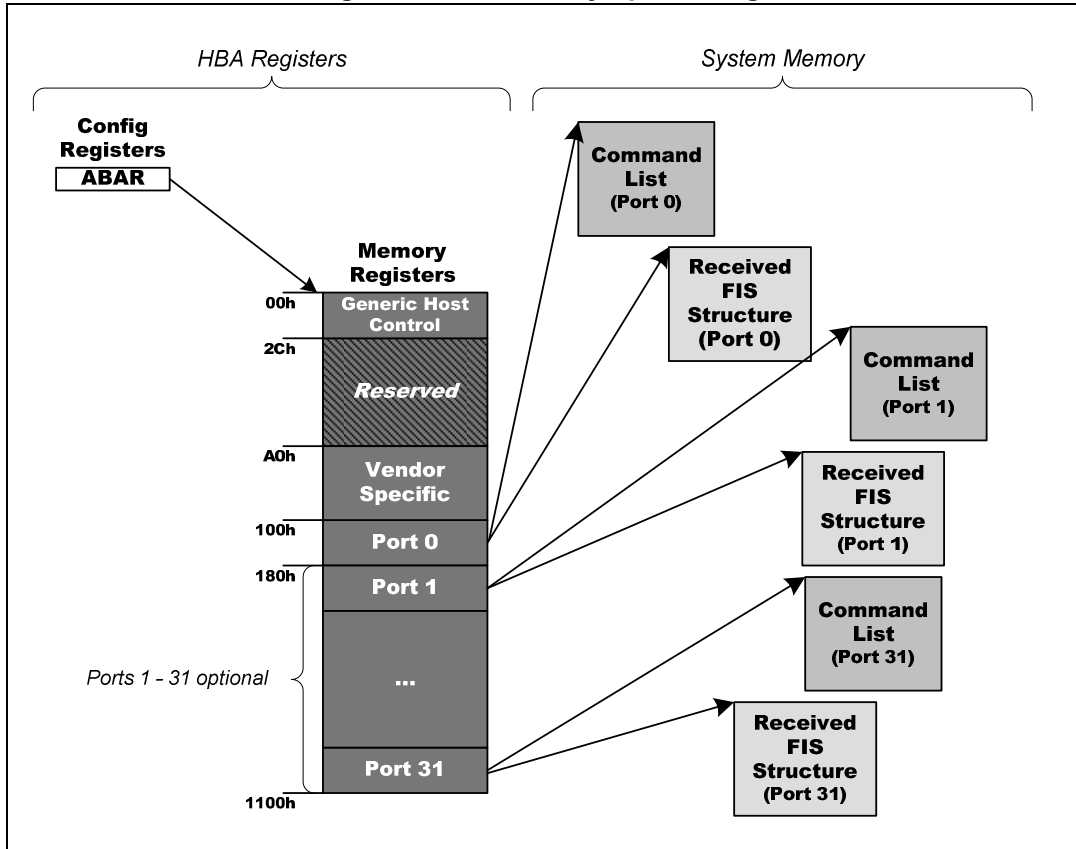 HBA Registers
System Memory
Config
Registers
ABAR
Command
List
(Port 0)
Memory
Registers
Received
FIS
Structure
(Port 0)
00h
Generic Host
Control
2Ch
Reserved
Command
List
(Port 1)
A0h
Vendor
Specific
Received
FIS
Structure
(Port 1)
100h
Port 0
180h
Port 1
Command
List
(Port 31)
Ports 1 - 31 optional
...
Received
FIS
Structure
(Port 31)
Port 31
1100h